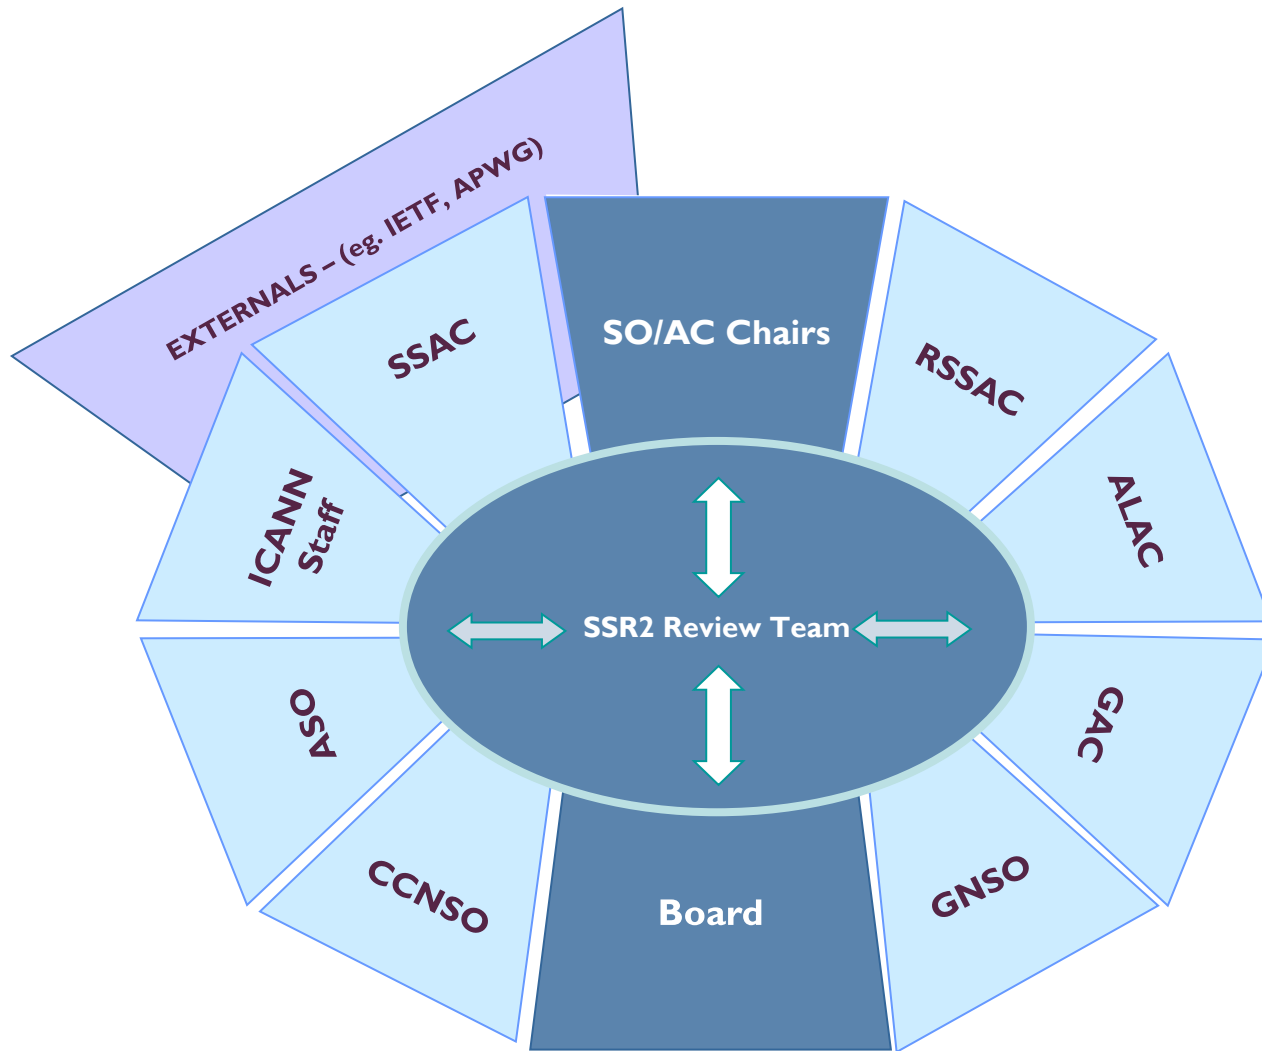 EXTERNALS – (eg. IETF, APWG)
SSAC
SO/AC Chairs
RSSAC
ICANN
Staff
ALAC
SSR2 Review Team
ASO
GAC
CCNSO
GNSO
Board